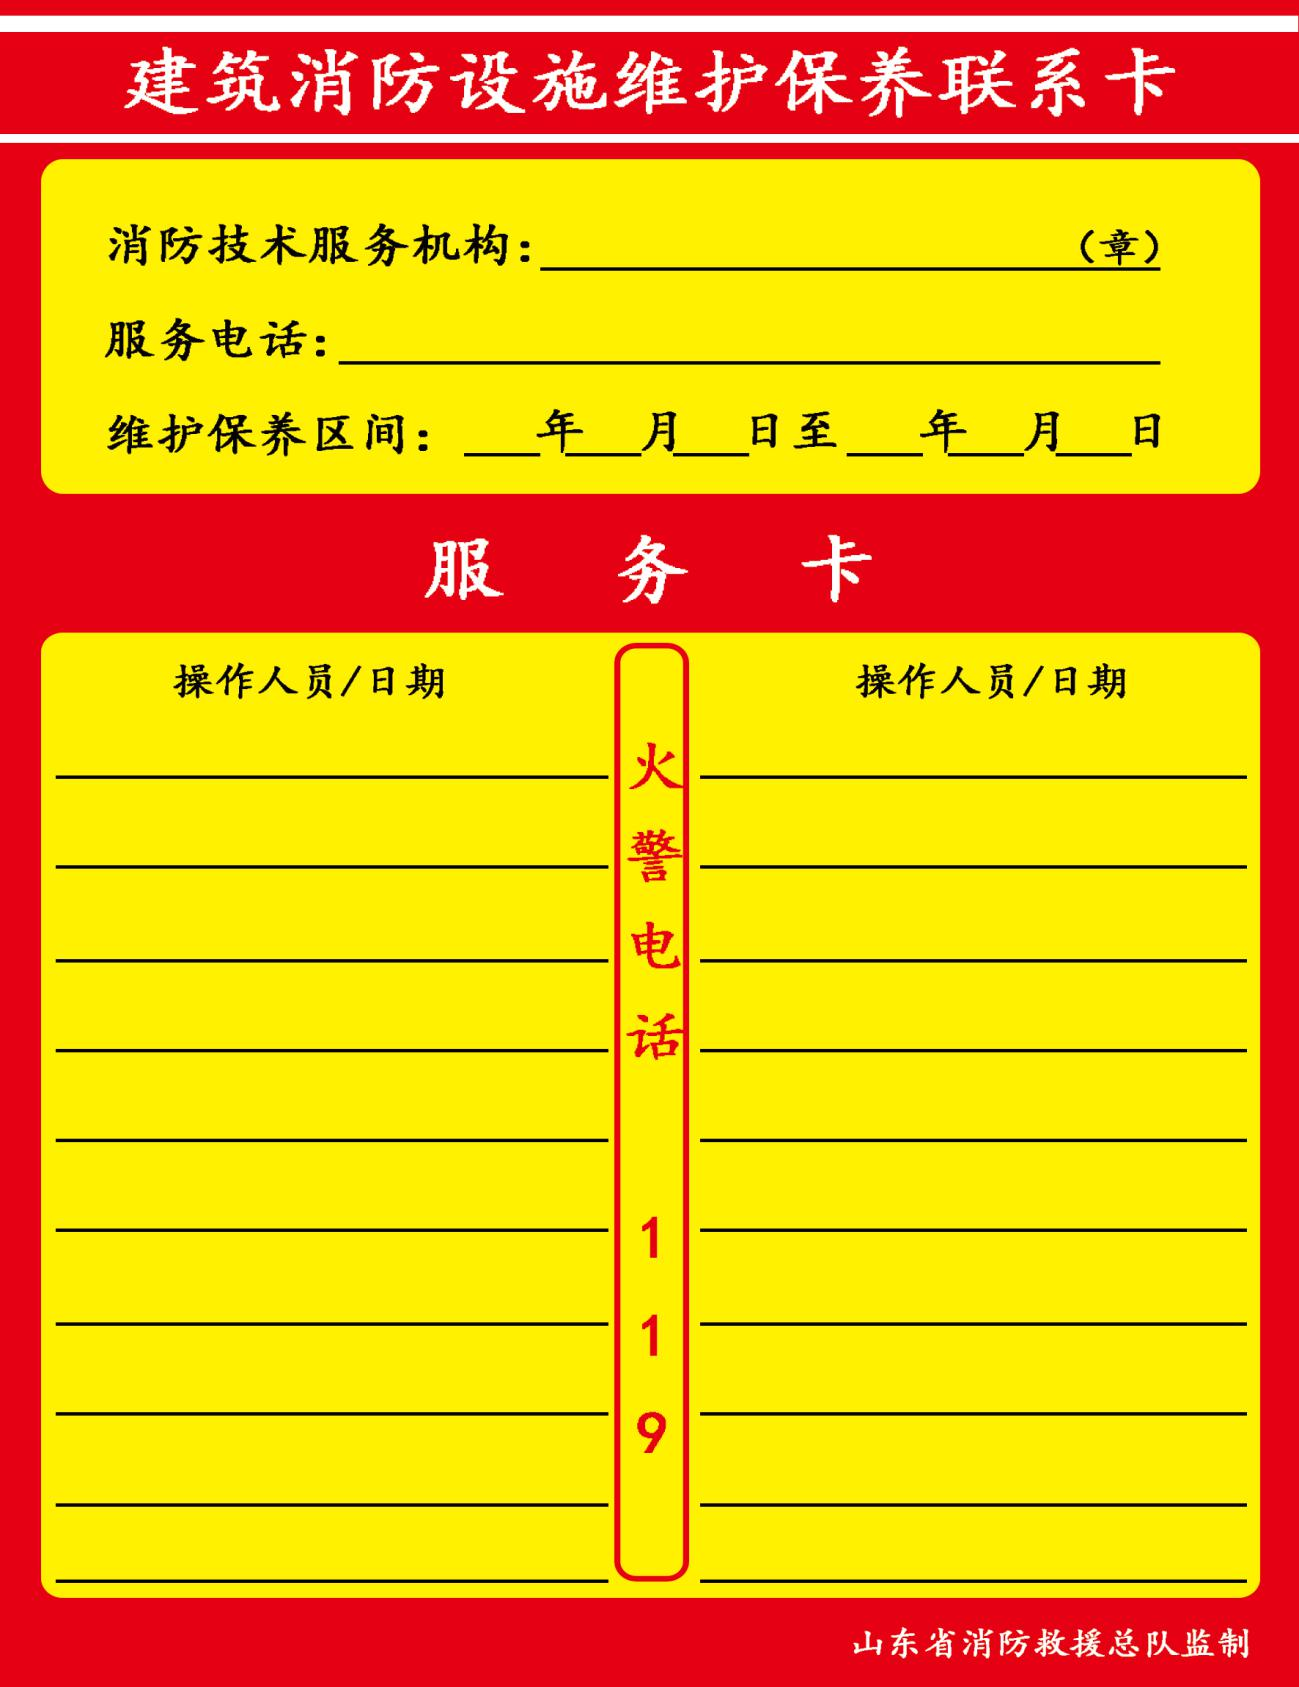 建筑消防设施维护保养联系卡
消防技术服务机构：（章）
服务电话：
维护保养区间： 年 月 日至 年 月 日
服 务 卡
操作人员/日期
火警电话 119
操作人员/日期
山东省消防救援总队监制